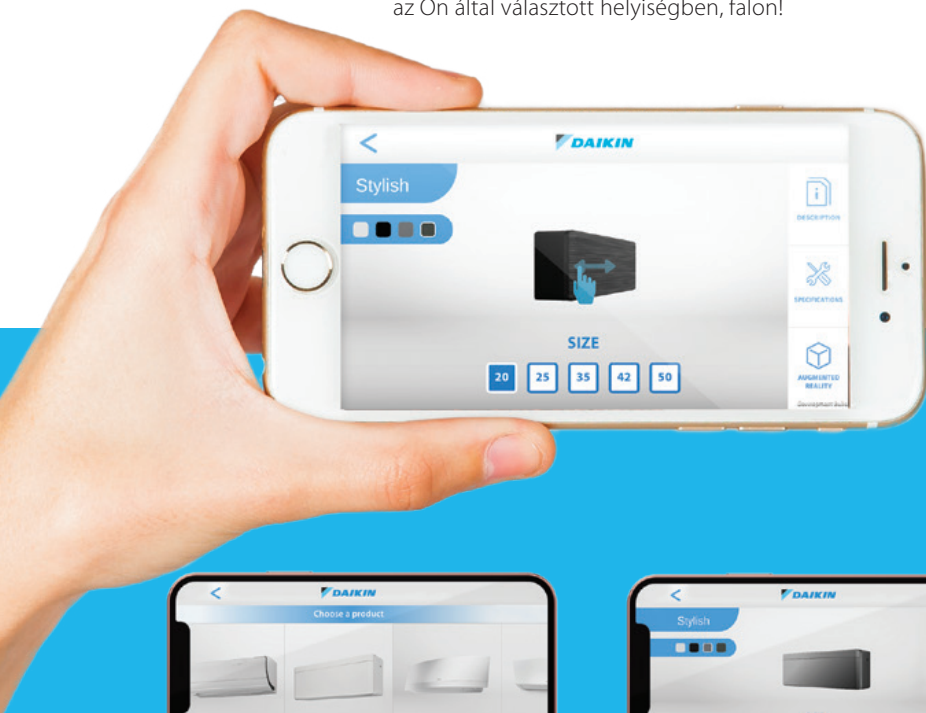 az Ön által választott helyiségben, falon!
DAIKIN
Stylish
DESCRIPTION
SPECIFICATIONS
SIZE
20 25 35 42 50
AUGMENTED
REALITY
DAIKIN
Choose a product
DAIKIN
Stylish